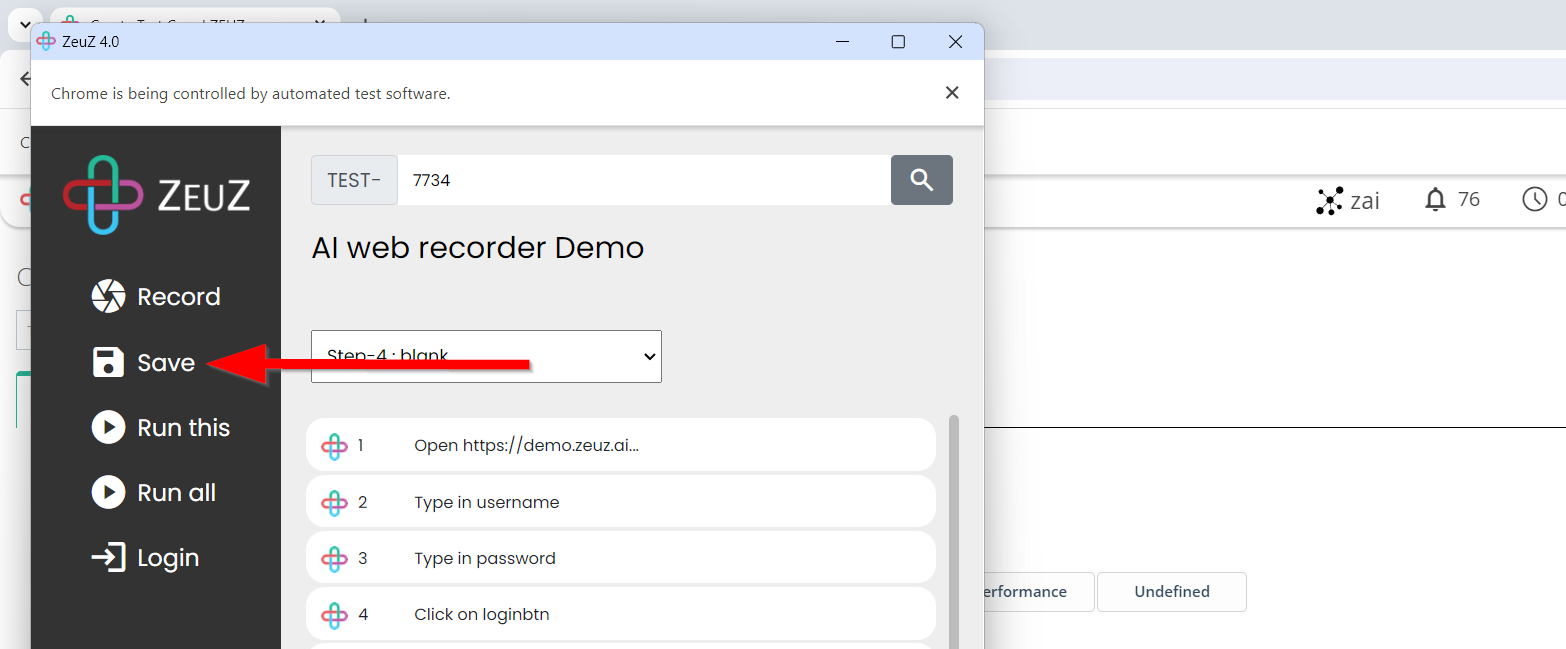 ZeuZ 4.0
Chrome is being controlled by automated test software.
ZEUZ
TEST-
7734
AI web recorder Demo
Record
Save
Run this
Run all
Login
Step-4 : blank
1 Open https://demo.zeuz.ai...
2 Type in username
3 Type in password
4 Click on loginbtn
zai
76
erformance
Undefined